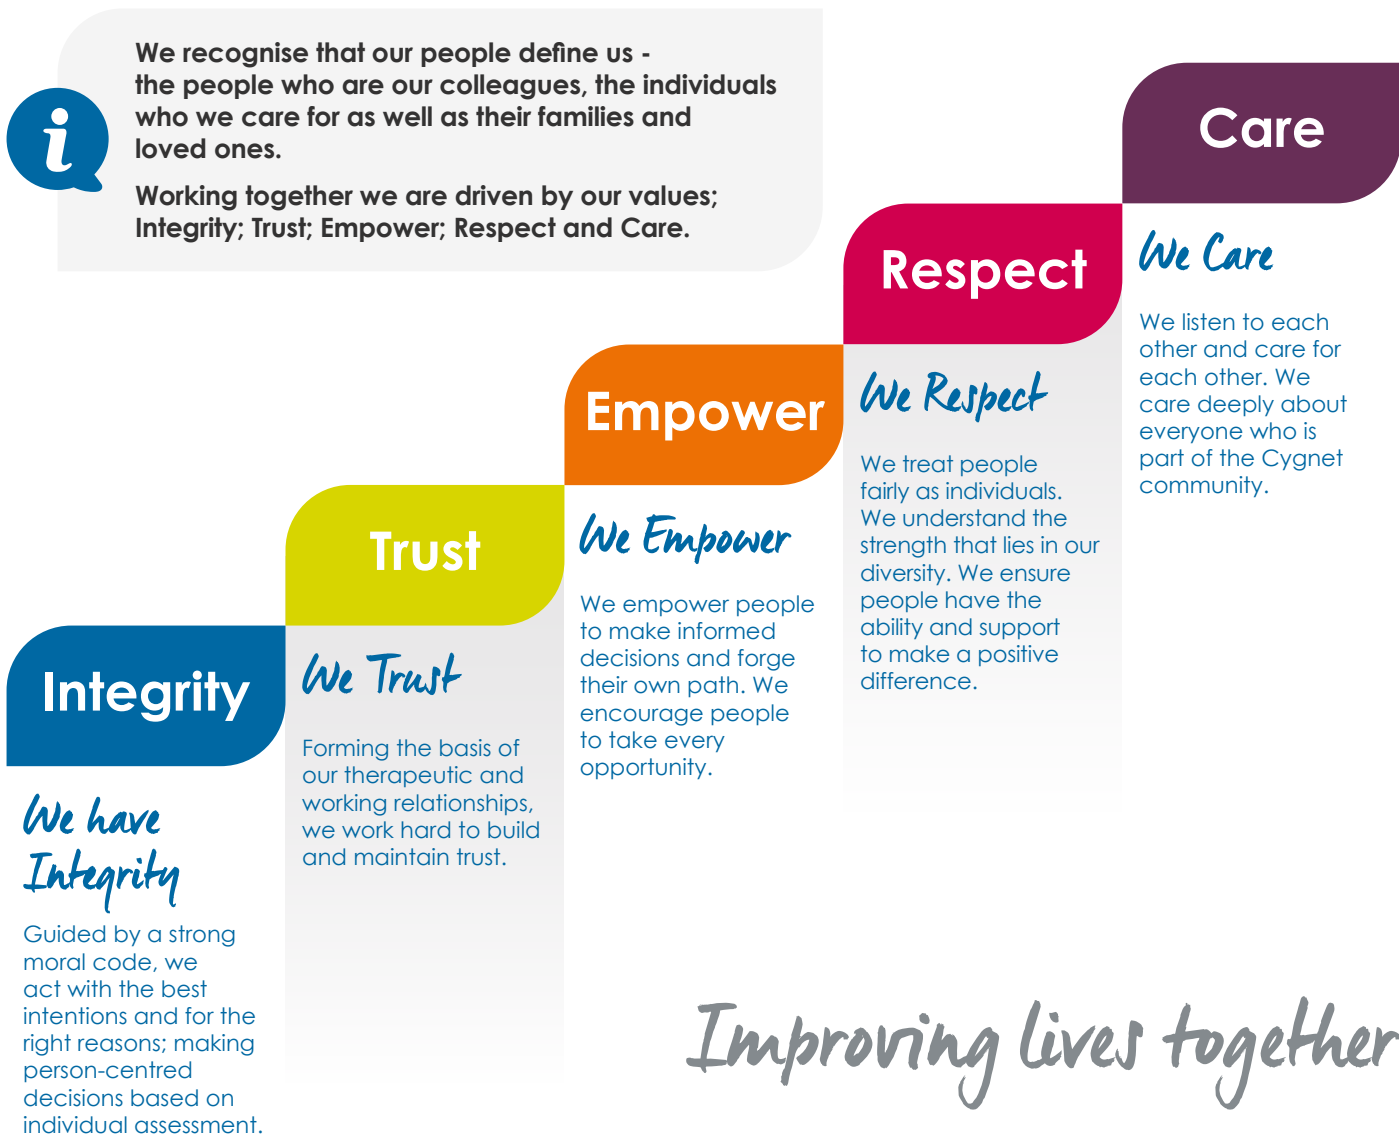 We recognise that our people define us -
the people who are our colleagues, the individuals
who we care for as well as their families and
loved ones.
Working together we are driven by our values;
Integrity; Trust; Empower; Respect and Care.
i
Integrity
We have
Integrity
Guided by a strong
moral code, we
act with the best
intentions and for the
right reasons; making
person-centred
decisions based on
individual assessment.
Trust
We Trust
Forming the basis of
our therapeutic and
working relationships,
we work hard to build
and maintain trust.
Empower
We Empower
We empower people
to make informed
decisions and forge
their own path. We
encourage people
to take every
opportunity.
Respect
We Respect
We treat people
fairly as individuals.
We understand the
strength that lies in our
diversity. We ensure
people have the
ability and support
to make a positive
difference.
Care
We Care
We listen to each
other and care for
each other. We
care deeply about
everyone who is
part of the Cygnet
community.
Improving lives together